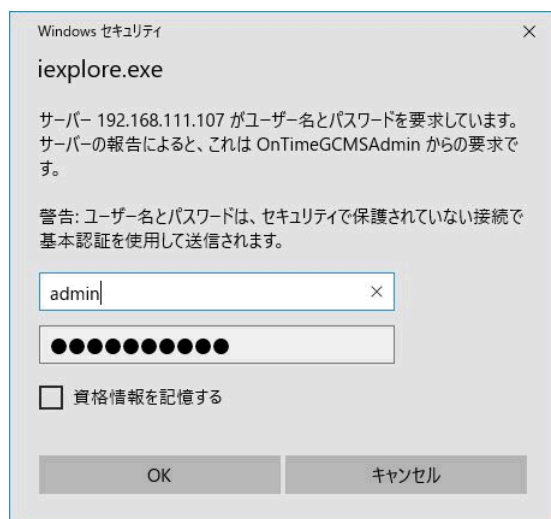 Windows セキュリティ
iexplore.exe
サーバー 192.168.111.107 がユーザー名とパスワードを要求しています。
サーバーの報告によると、これは OnTimeGCMSAdmin からの要求で
す。
警告: ユーザー名とパスワードは、セキュリティで保護されていない接続で
基本認証を使用して送信されます。
admin
●●●●●●●●●●
資格情報を記憶する
OK
キャンセル